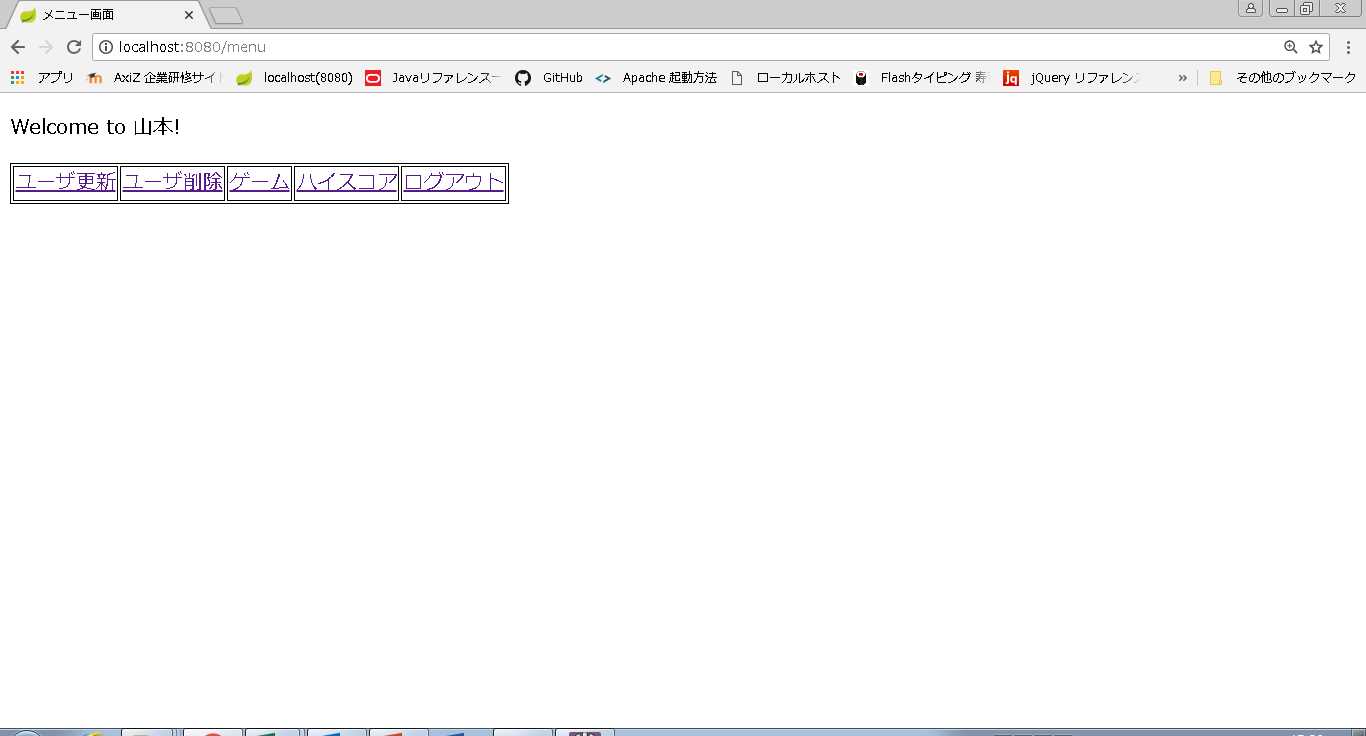 メニュー画面
localhost:8080/menu
アプリ AxiZ 企業研修サイ localhost(8080) Javaリファレンス GitHub Apache 起動方法 ローカルホスト Flashタイピング 寿 jq jQuery リファレン » その他のブックマーク
Welcome to 山本!
ユーザ更新 ユーザ削除 ゲーム ハイスコア ログアウト